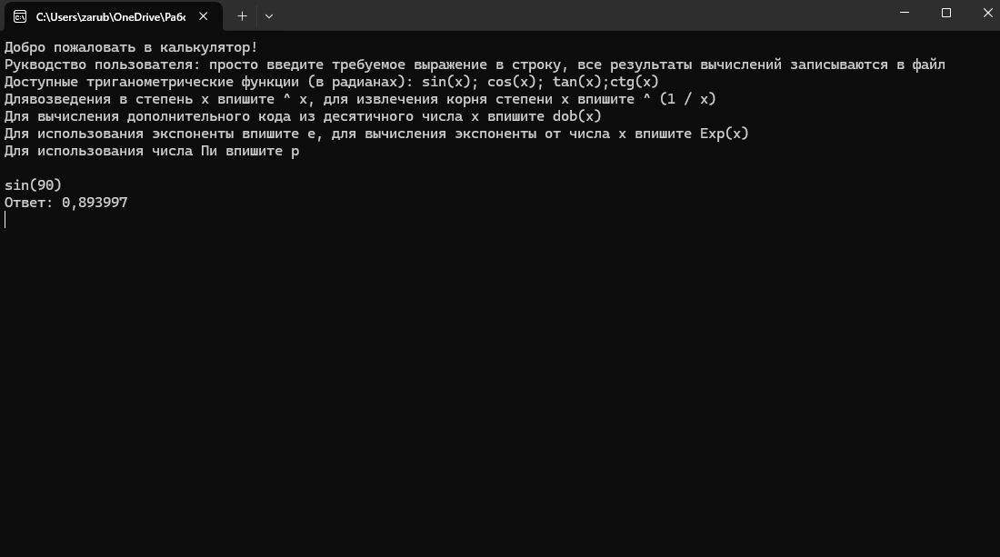 C:\Users\zarub\OneDrive\Рабс
Добро пожаловать в калькулятор!
Рукводство пользователя: просто введите требуемое выражение в строку, все результаты вычислений записываются в файл
Доступные триганометрические функции (в радианах): sin(x); cos(x); tan(x);ctg(x)
Длявозведения в степень x впишите ^ x, для извлечения корня степени x впишите ^ (1 / x)
Для вычисления дополнительного кода из десятичного числа x впишите dob(x)
Для использования экспоненты впишите e, для вычисления экспоненты от числа x впишите Exp(x)
Для использования числа Пи впишите p
sin(90)
Ответ: 0,893997